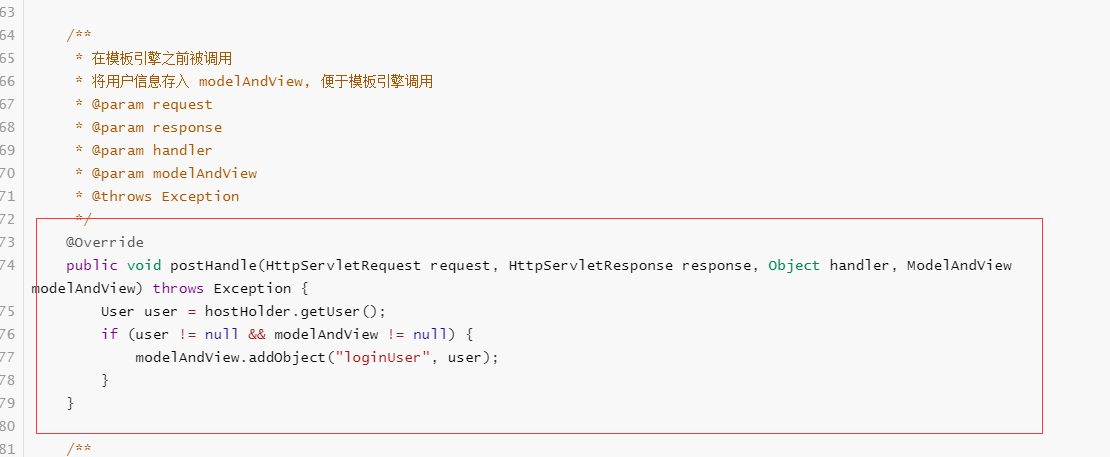 63
64 /**
65 * 在模板引擎之前被调用
66 * 将用户信息存入 modelAndView, 便于模板引擎调用
67 * @param request
68 * @param response
69 * @param handler
70 * @param modelAndView
71 * @throws Exception
72 */
73 @Override
74 public void postHandle(HttpServletRequest request, HttpServletResponse response, Object handler, ModelAndView
modelAndView) throws Exception {
75 User user = hostHolder.getUser();
76 if (user != null && modelAndView != null) {
77 modelAndView.addObject("loginUser", user);
78 }
79 }
80
81 /**